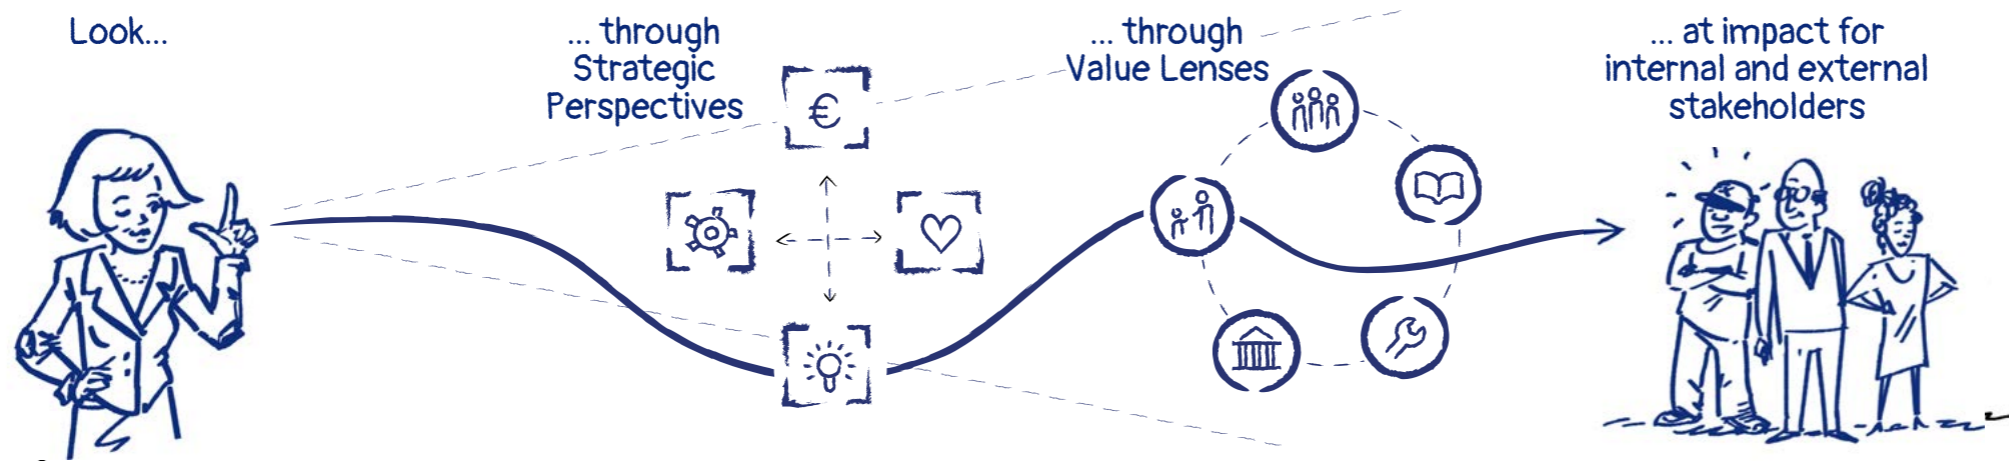 Look...
... through
Strategic
Perspectives
€
... through
Value Lenses
... at impact for
internal and external
stakeholders